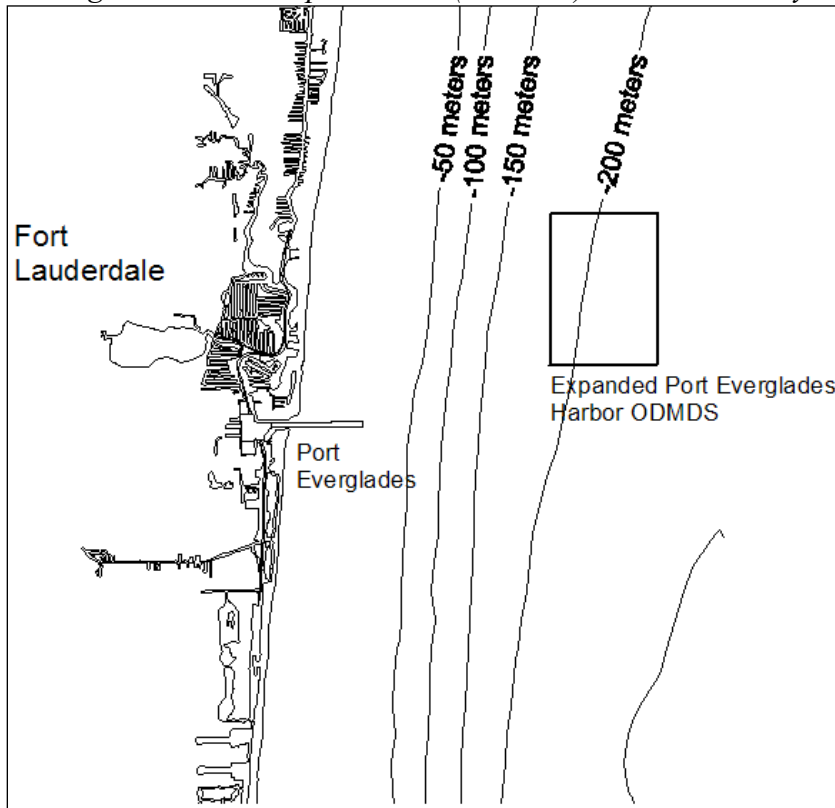 -50 meters
-100 meters
-150 meters
-200 meters
Fort
Lauderdale
Expanded Port Everglades
Harbor ODMDS
Port
Everglades